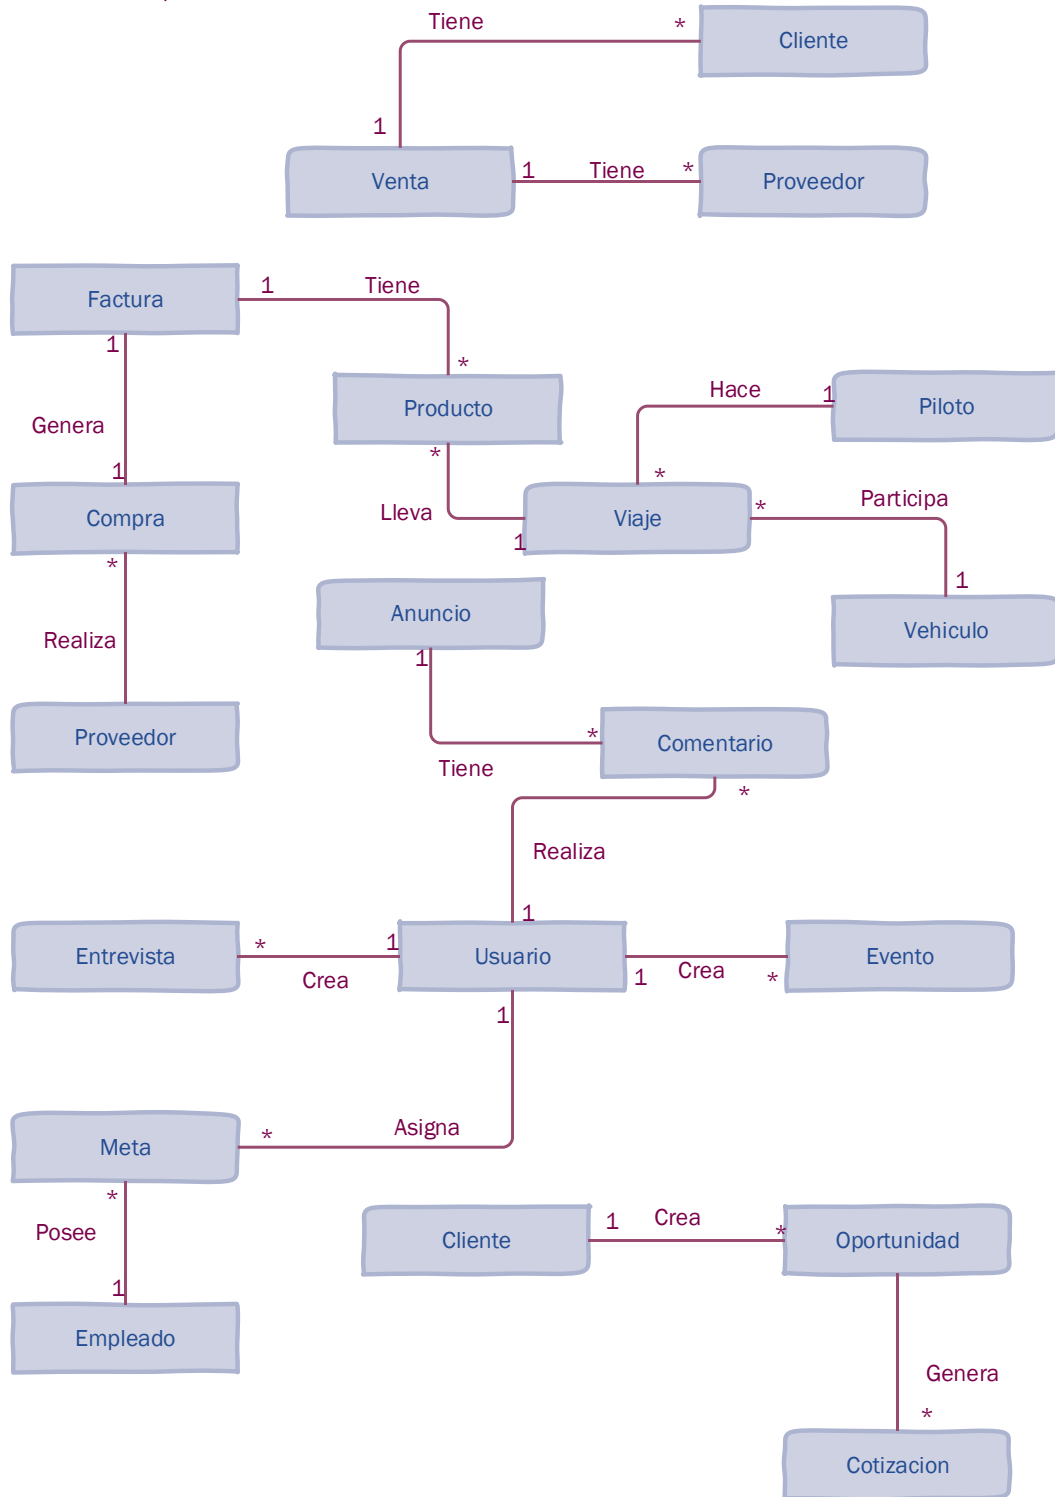 Tiene
*
Cliente
1
Venta
1
Tiene
*
Proveedor
Factura
1
Tiene
1
*
Producto
Hace
1
Piloto
Genera
*
*
Lleva
1
Compra
Viaje
*
Participa
1
*
1
Anuncio
Vehiculo
Realiza
1
Proveedor
*
Comentario
Tiene
*
Realiza
1
Entrevista
*
Crea
1
Usuario
1
Crea
*
Evento
1
Meta
*
Asigna
*
Posee
1
Empleado
Cliente
1
Crea
*
Oportunidad
Genera
*
Cotizacion